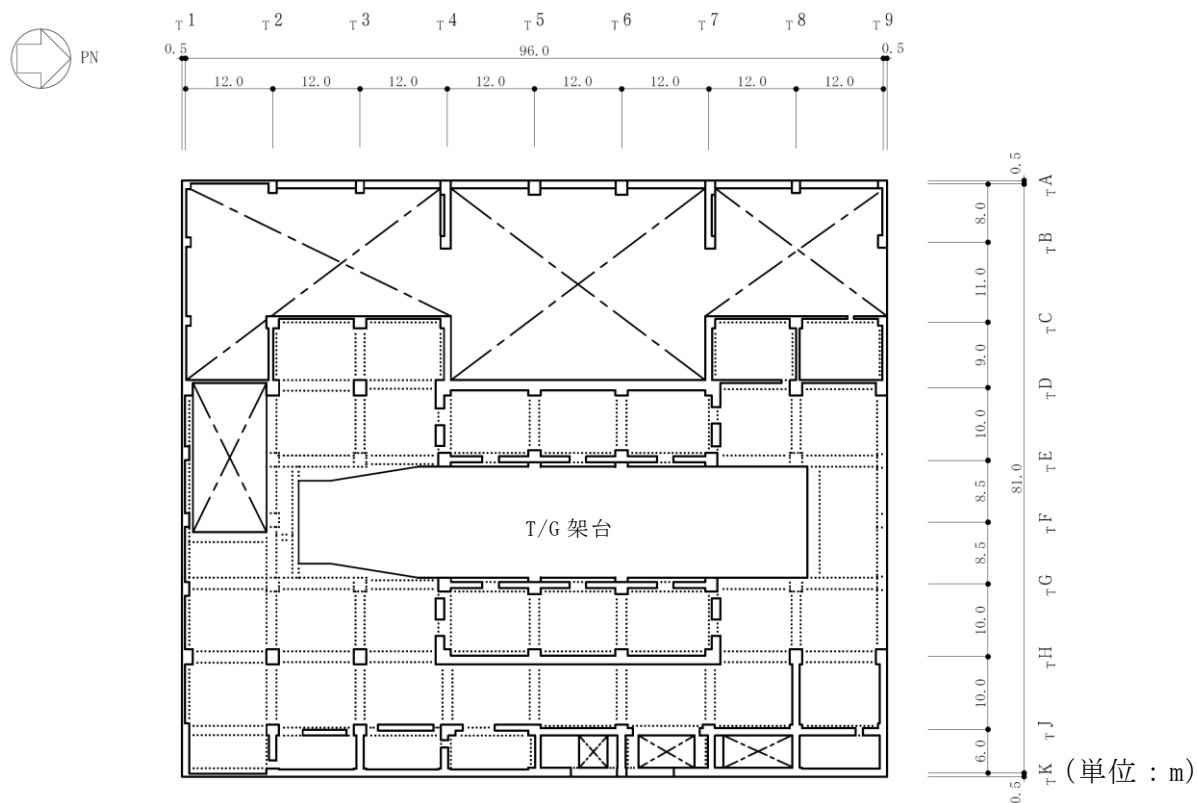 T1 T2 T3 T4 T5 T6 T7 T8 T9
PN
0.5 96.0 0.5
12.0 12.0 12.0 12.0 12.0 12.0 12.0 12.0
0.5
TA
8.0
TB
11.0
TC
9.0
TD
10.0
TE
8.5
81.0
T/G 架台
TF
8.5
TG
10.0
TH
10.0
TJ
6.0
TK
(単位:m)
0.5